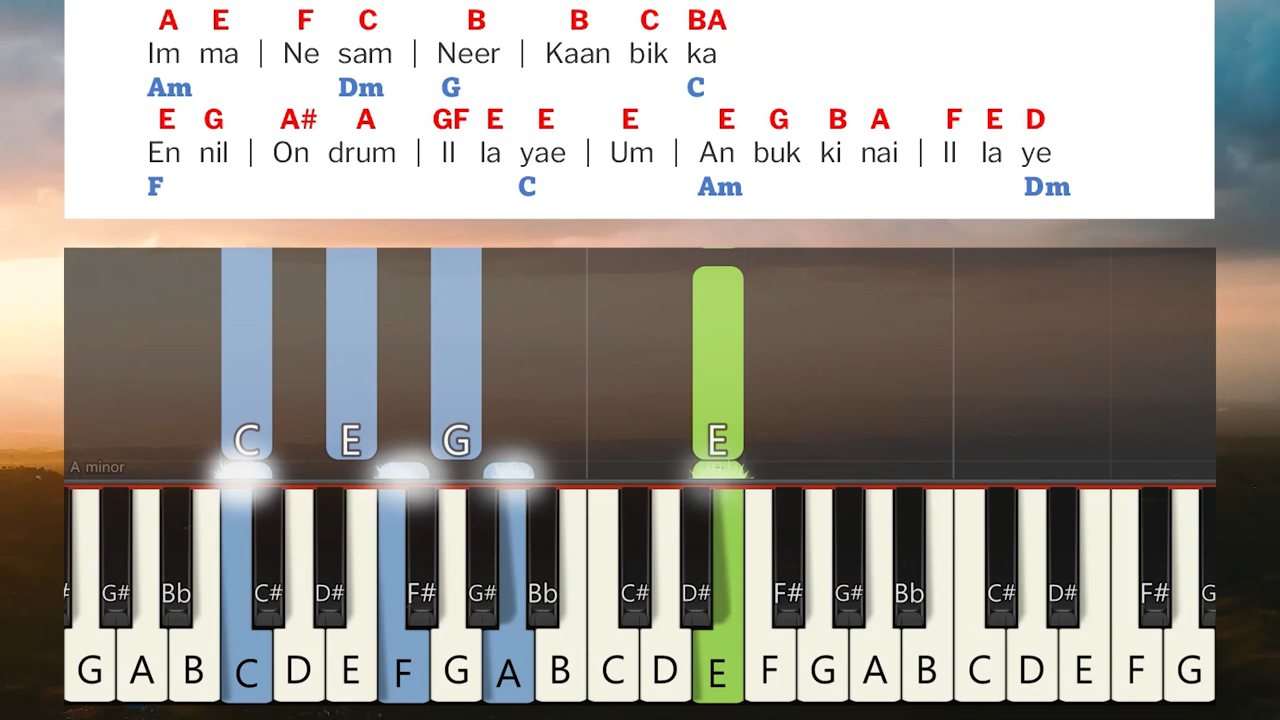 A E F C B B C BA
Im ma | Ne sam | Neer | Kaan bik ka
Am Dm G C
E G A# A GF E E E E G B A F E D
En nil | On drum | Il la yae | Um | An buk ki nai | Il la ye
F C Am Dm
C E G E
A minor
G# Bb C# D# F# G# Bb C# D# F# G# Bb C# D# F# G
G A B C D E F G A B C D E F G A B C D E F G